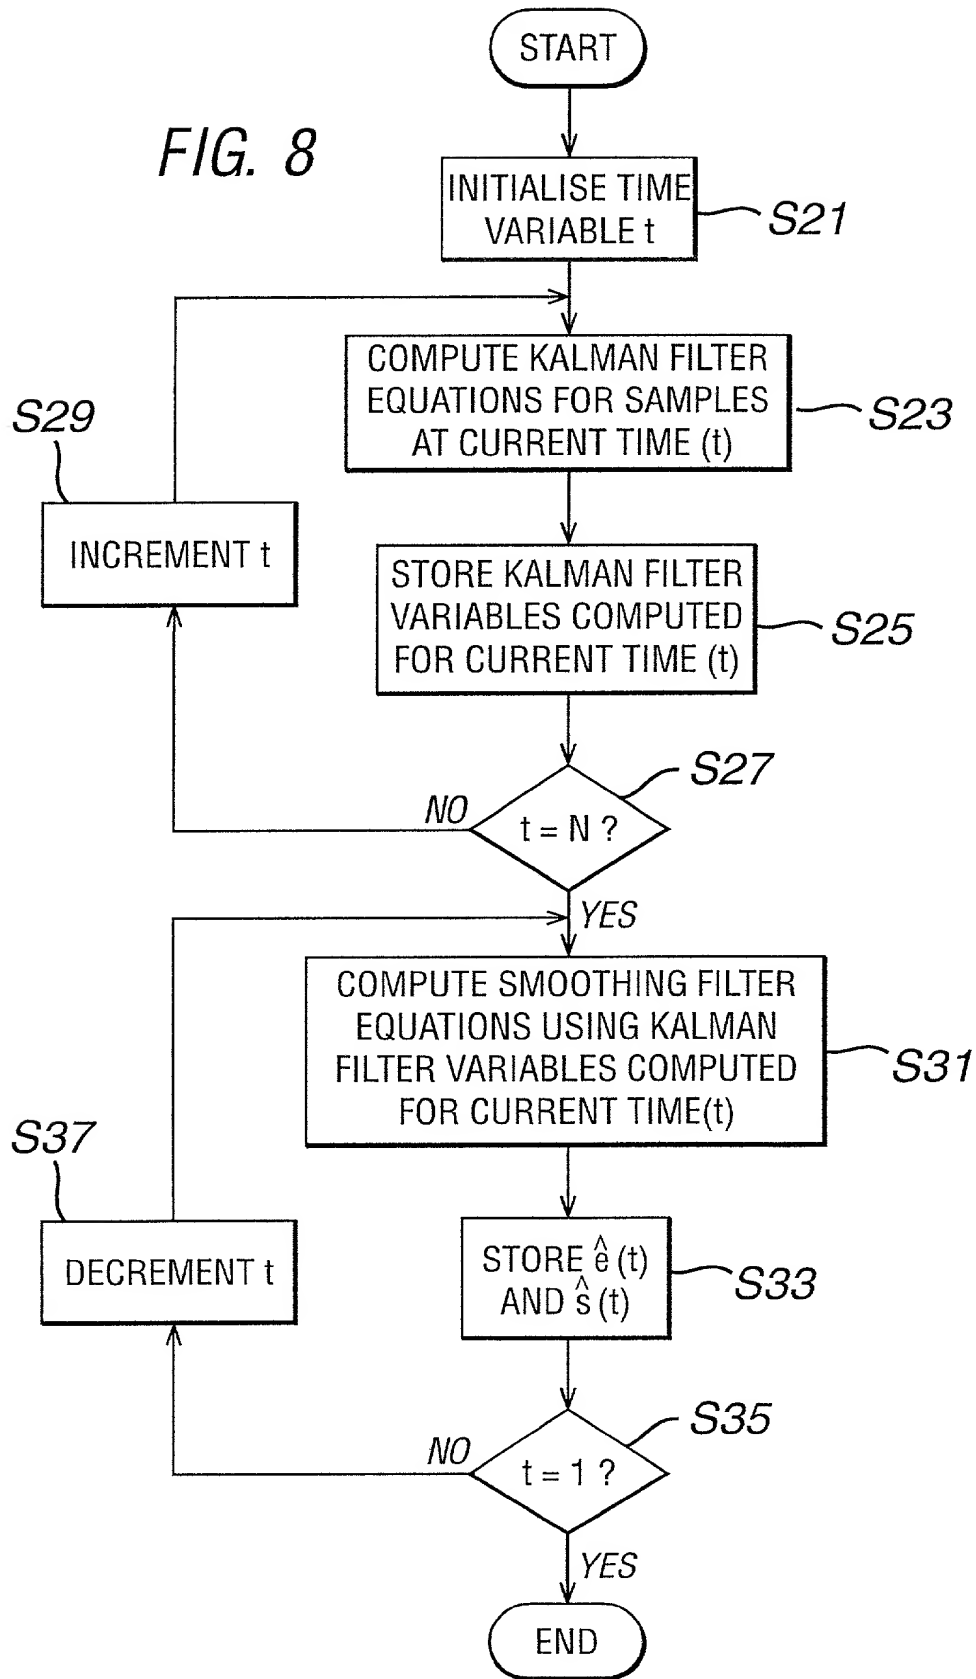 START
FIG. 8
INITIALISE TIME
VARIABLE t
S21
COMPUTE KALMAN FILTER
EQUATIONS FOR SAMPLES
AT CURRENT TIME (t)
S23
S29
INCREMENT t
STORE KALMAN FILTER
VARIABLES COMPUTED
FOR CURRENT TIME (t)
S25
S27
NO
t = N ?
YES
COMPUTE SMOOTHING FILTER
EQUATIONS USING KALMAN
FILTER VARIABLES COMPUTED
FOR CURRENT TIME(t)
S31
S37
DECREMENT t
STORE ê (t)
AND ŝ (t)
S33
S35
NO
t = 1 ?
YES
END